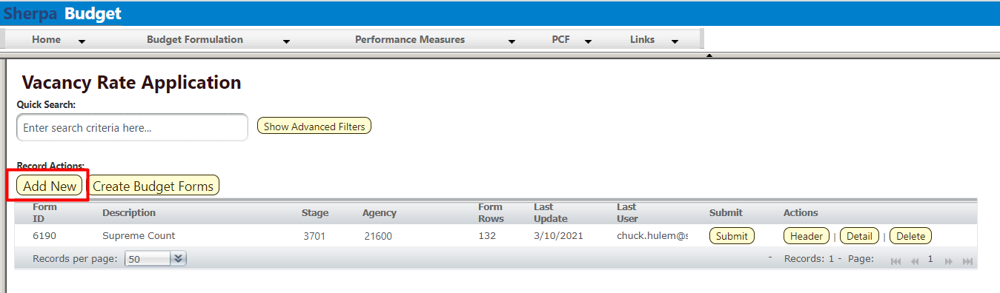 Sherpa Budget
Home Budget Formulation Performance Measures PCF Links
Vacancy Rate Application
Quick Search:
Enter search criteria here...
Show Advanced Filters
Record Actions:
Add New Create Budget Forms
Form ID Description Stage Agency Form Rows Last Update Last User Submit Actions
6190 Supreme Count 3701 21600 132 3/10/2021 chuck.hulem@s Submit Header | Detail | Delete
Records per page: 50 - Records: 1 - Page: 1